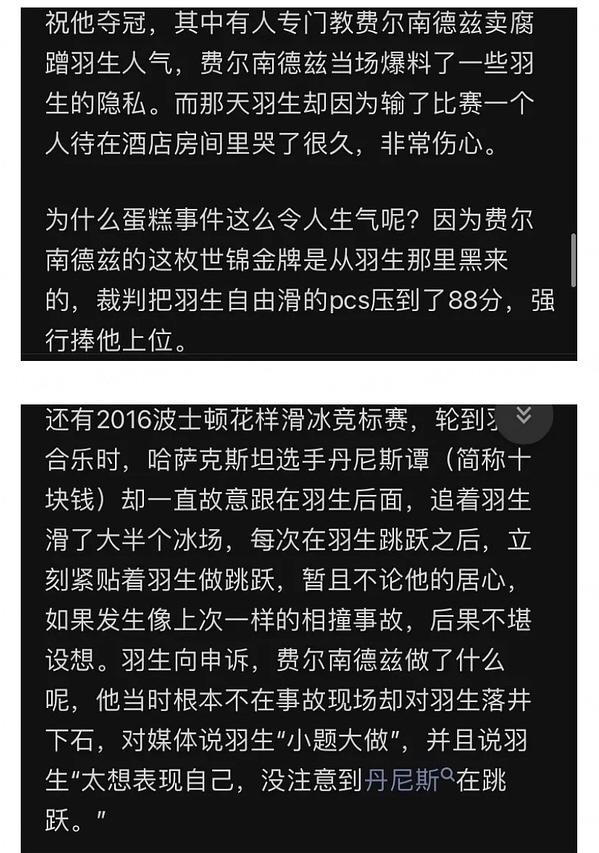 祝他夺冠，其中有人专门教费尔南德兹卖腐
蹭羽生人气，费尔南德兹当场爆料了一些羽
生的隐私。而那天羽生却因为输了比赛一个
人待在酒店房间里哭了很久，非常伤心。
为什么蛋糕事件这么令人生气呢？因为费尔
南德兹的这枚世锦金牌是从羽生那里黑来
的，裁判把羽生自由滑的pcs压到了88分，强
行捧他上位。
还有2016波士顿花样滑冰竞标赛，轮到
合乐时，哈萨克斯坦选手丹尼斯谭（简称十
块钱）却一直故意跟在羽生后面，追着羽生
滑了大半个冰场，每次在羽生跳跃之后，立
刻紧贴着羽生做跳跃，暂且不论他的居心，
如果发生像上次一样的相撞事故，后果不堪
设想。羽生向申诉，费尔南德兹做了什么
呢，他当时根本不在事故现场却对羽生落井
下石，对媒体说羽生“小题大做”，并且说羽
生“太想表现自己，没注意到丹尼斯在跳
跃。”